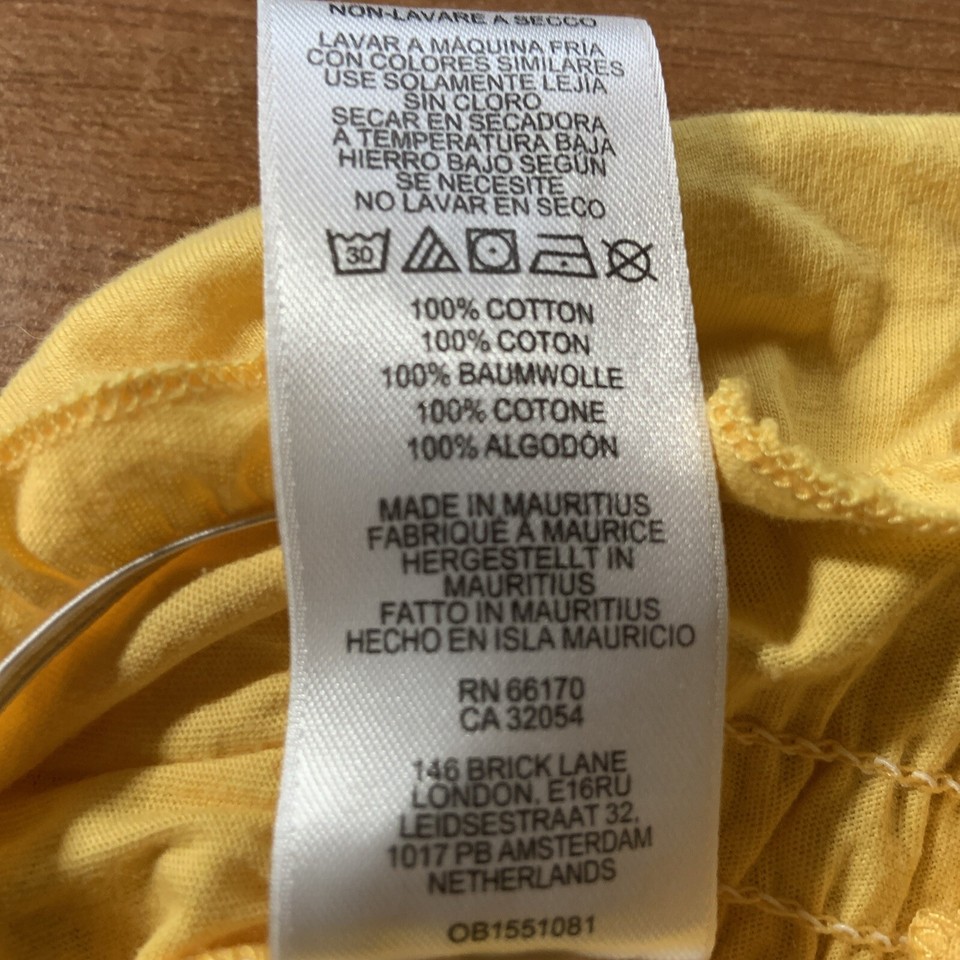 NON-LAVARE A SECCO
LAVAR A MÁQUINA FRÍA
CON COLORES SIMILARES
USE SOLAMENTE LEJÍA
SIN CLORO
SECAR EN SECADORA
A TEMPERATURA BAJA
HIERRO BAJO SEGÚN
SE NECESITE
NO LAVAR EN SECO
30
100% COTTON
100% COTON
100% BAUMWOLLE
100% COTONE
100% ALGODÓN
MADE IN MAURITIUS
FABRIQUÉ À MAURICE
HERGESTELLT IN
MAURITIUS
FATTO IN MAURITIUS
HECHO EN ISLA MAURICIO
RN 66170
CA 32054
146 BRICK LANE
LONDON, E16RU
LEIDSESTRAAT 32,
1017 PB AMSTERDAM
NETHERLANDS
OB1551081